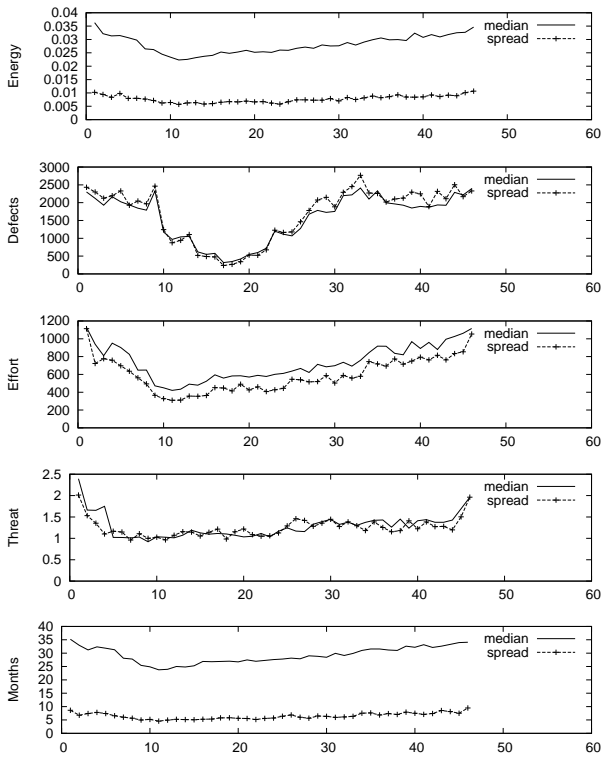 Energy
0.04
0.035
0.03
0.025
0.02
0.015
0.01
0.005
0
median
spread
0 10 20 30 40 50 60
Defects
3000
2500
2000
1500
1000
500
0
median
spread
0 10 20 30 40 50 60
Effort
1200
1000
800
600
400
200
0
median
spread
0 10 20 30 40 50 60
Threat
2.5
2
1.5
1
0.5
0
median
spread
0 10 20 30 40 50 60
Months
40
35
30
25
20
15
10
5
0
median
spread
0 10 20 30 40 50 60